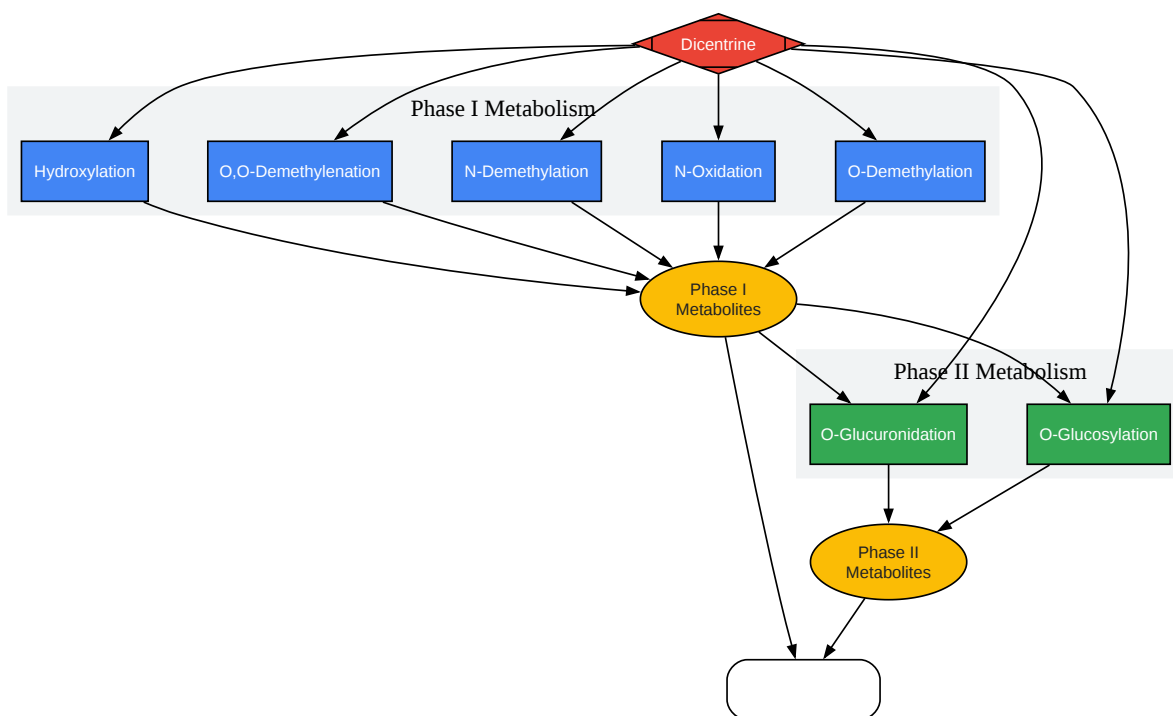 Dicentrine
Phase I Metabolism
Hydroxylation
O,O-Demethylenation
N-Demethylation
N-Oxidation
O-Demethylation
Phase I
Metabolites
Phase II Metabolism
O-Glucuronidation
O-Glucosylation
Phase II
Metabolites